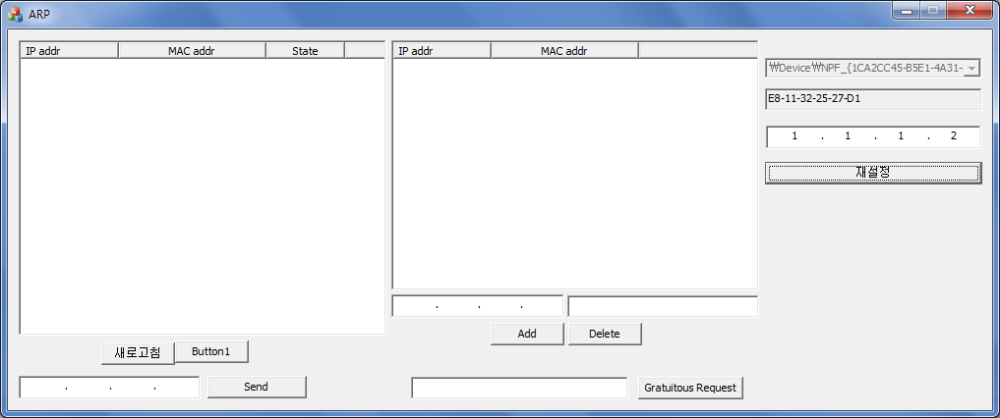 ARP
IP addr MAC addr State
IP addr MAC addr
₩Device₩NPF_{1CA2CC45-B5E1-4A31-
E8-11-32-25-27-D1
1 . 1 . 1 . 2
재설정
. . .
Add Delete
새로고침 Button1
. . . Send
Gratuitous Request